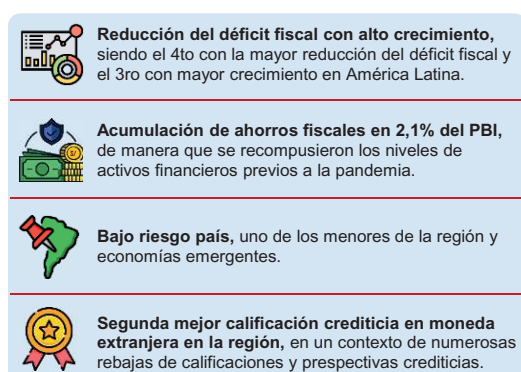 Reducción del déficit fiscal con alto crecimiento,
siendo el 4to con la mayor reducción del déficit fiscal y
el 3ro con mayor crecimiento en América Latina.
Acumulación de ahorros fiscales en 2,1% del PBI,
de manera que se recompusieron los niveles de
activos financieros previos a la pandemia.
Bajo riesgo país, uno de los menores de la región y
economías emergentes.
Segunda mejor calificación crediticia en moneda
extranjera en la región, en un contexto de numerosas
rebajas de calificaciones y prespectivas crediticias.